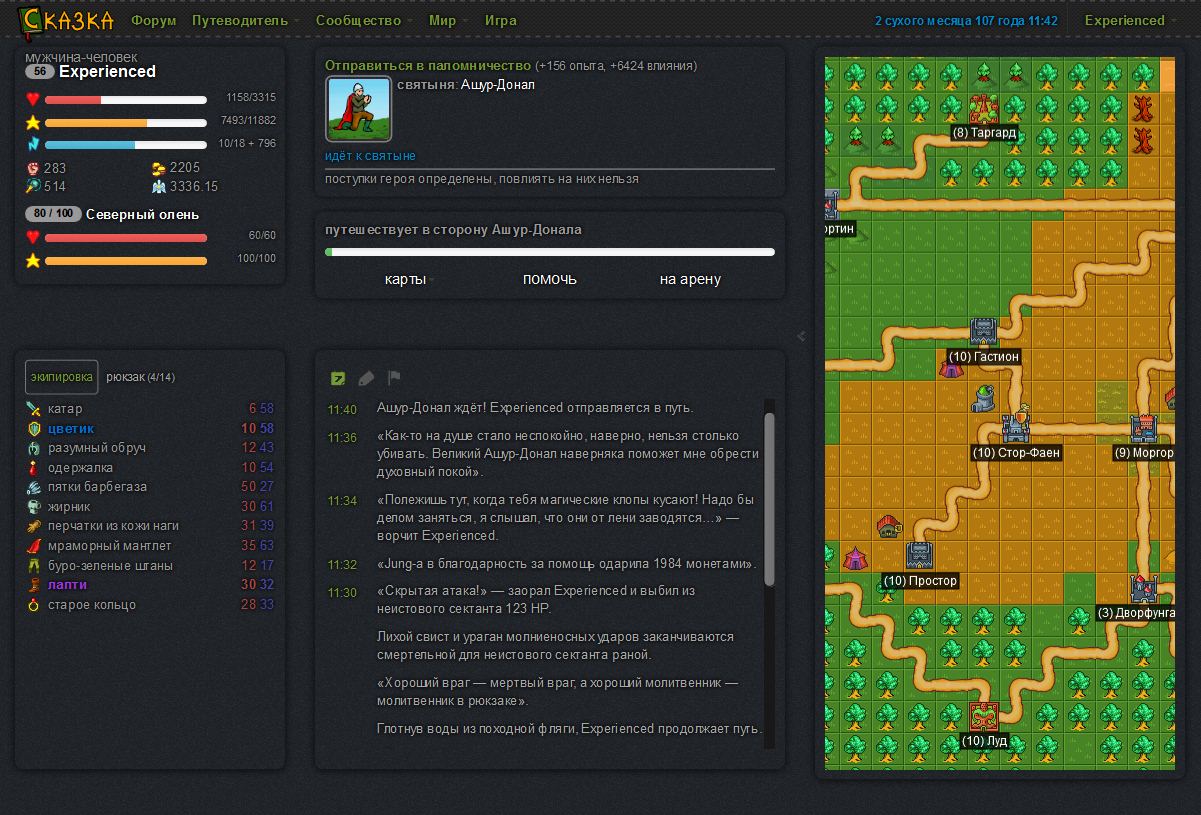 СКАЗКА
Форум Путеводитель Сообщество Мир Игра
2 сухого месяца 107 года 11:42 Experienced
мужчина-человек
56 Experienced
1158/3315
7493/11882
10/18 + 796
283 2205
514 3336.15
80 / 100 Северный олень
60/60
100/100
Отправиться в паломничество (+156 опыта, +6424 влияния)
святыня: Ашур-Донал
идёт к святыне
поступки героя определены, повлиять на них нельзя
путешествует в сторону Ашур-Донала
карты помочь на арену
экипировка рюкзак (4/14)
катар 6 58
цветик 10 58
разумный обруч 12 43
одержалка 10 54
пятки барбегаза 50 27
жирник 30 61
перчатки из кожи наги 31 39
мраморный мантлет 35 63
буро-зеленые штаны 12 17
лапти 30 32
старое кольцо 28 33
11:40 Ашур-Донал ждёт! Experienced отправляется в путь.
11:36 «Как-то на душе стало неспокойно, наверно, нельзя столько
убивать. Великий Ашур-Донал наверняка поможет мне обрести
духовный покой».
11:34 «Полежишь тут, когда тебя магические клопы кусают! Надо бы
делом заняться, я слышал, что они от лени заводятся…» —
ворчит Experienced.
11:32 «Jung-а в благодарность за помощь одарила 1984 монетами».
11:30 «Скрытая атака!» — заорал Experienced и выбил из
неистового сектанта 123 HP.
Лихой свист и ураган молниеносных ударов заканчиваются
смертельной для неистового сектанта раной.
«Хороший враг — мертвый враг, а хороший молитвенник —
молитвенник в рюкзаке».
Глотнув воды из походной фляги, Experienced продолжает путь.
(8) Таргард
ортин
(10) Гастион
(10) Стор-Фаен
(9) Моргор
(10) Простор
(3) Дворфунга
(10) Луд